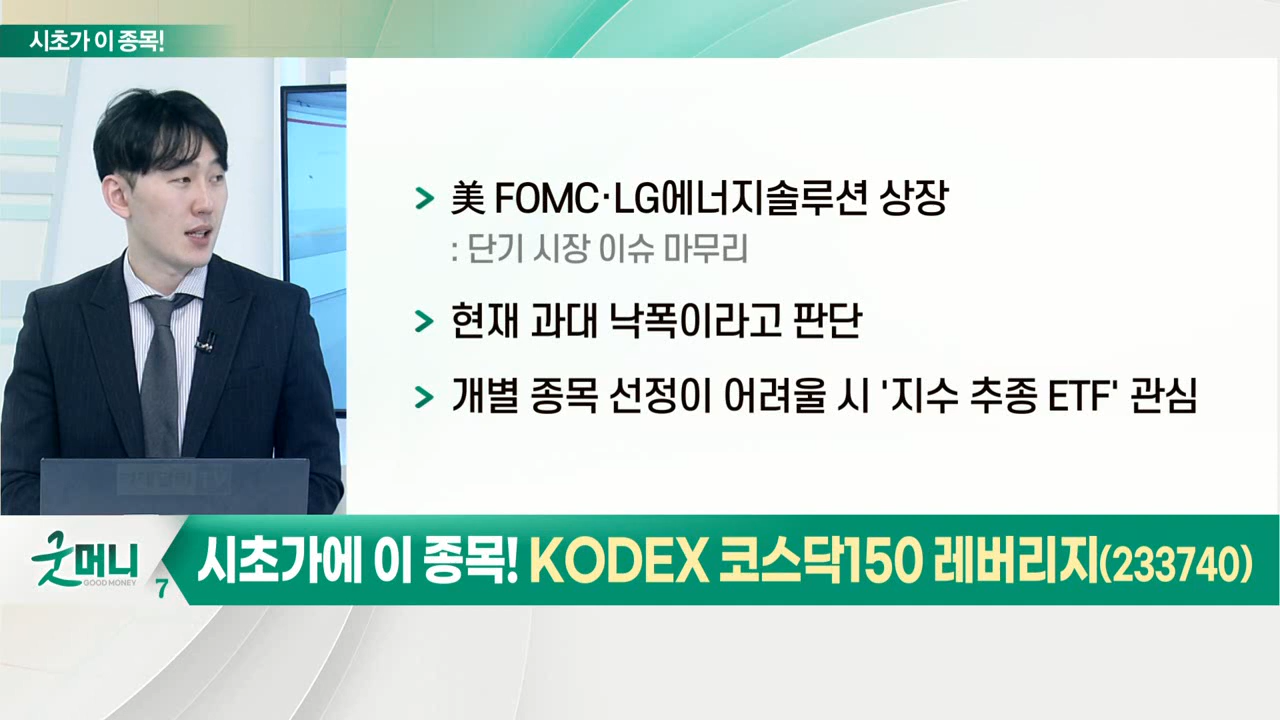 시초가 이 종목!
> 美 FOMC·LG에너지솔루션 상장
: 단기 시장 이슈 마무리
> 현재 과대 낙폭이라고 판단
> 개별 종목 선정이 어려울 시 '지수 추종 ETF' 관심
굿머니
GOOD MONEY
7
시초가에 이 종목! KODEX 코스닥150 레버리지(233740)